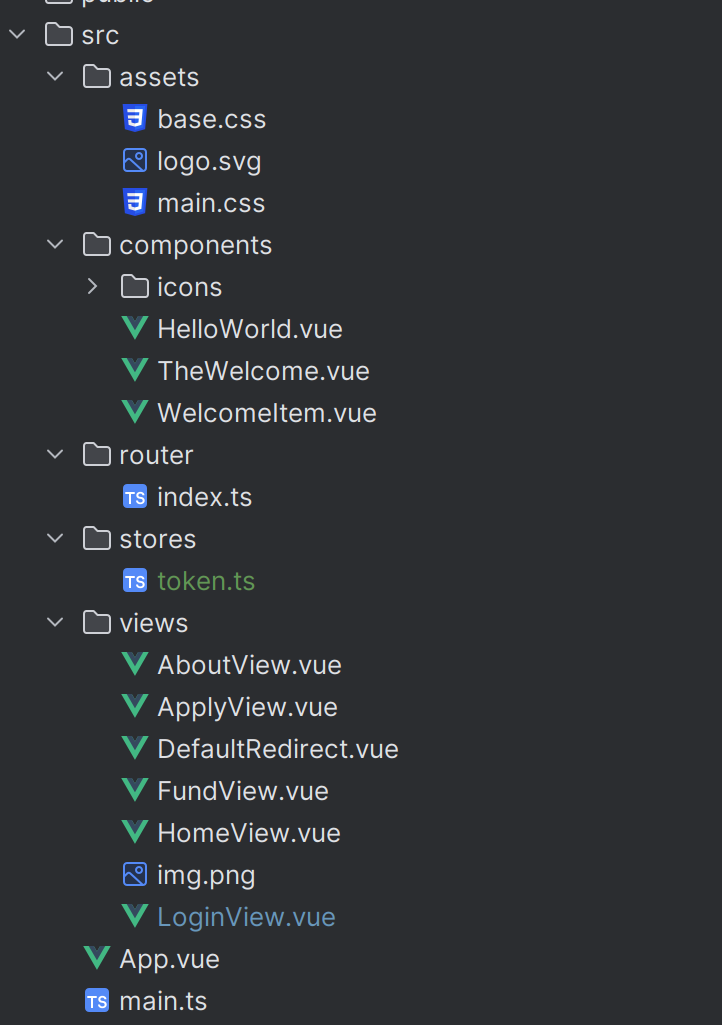 public
src
assets
base.css
logo.svg
main.css
components
icons
HelloWorld.vue
TheWelcome.vue
WelcomeItem.vue
router
TS index.ts
stores
TS token.ts
views
AboutView.vue
ApplyView.vue
DefaultRedirect.vue
FundView.vue
HomeView.vue
img.png
LoginView.vue
App.vue
TS main.ts